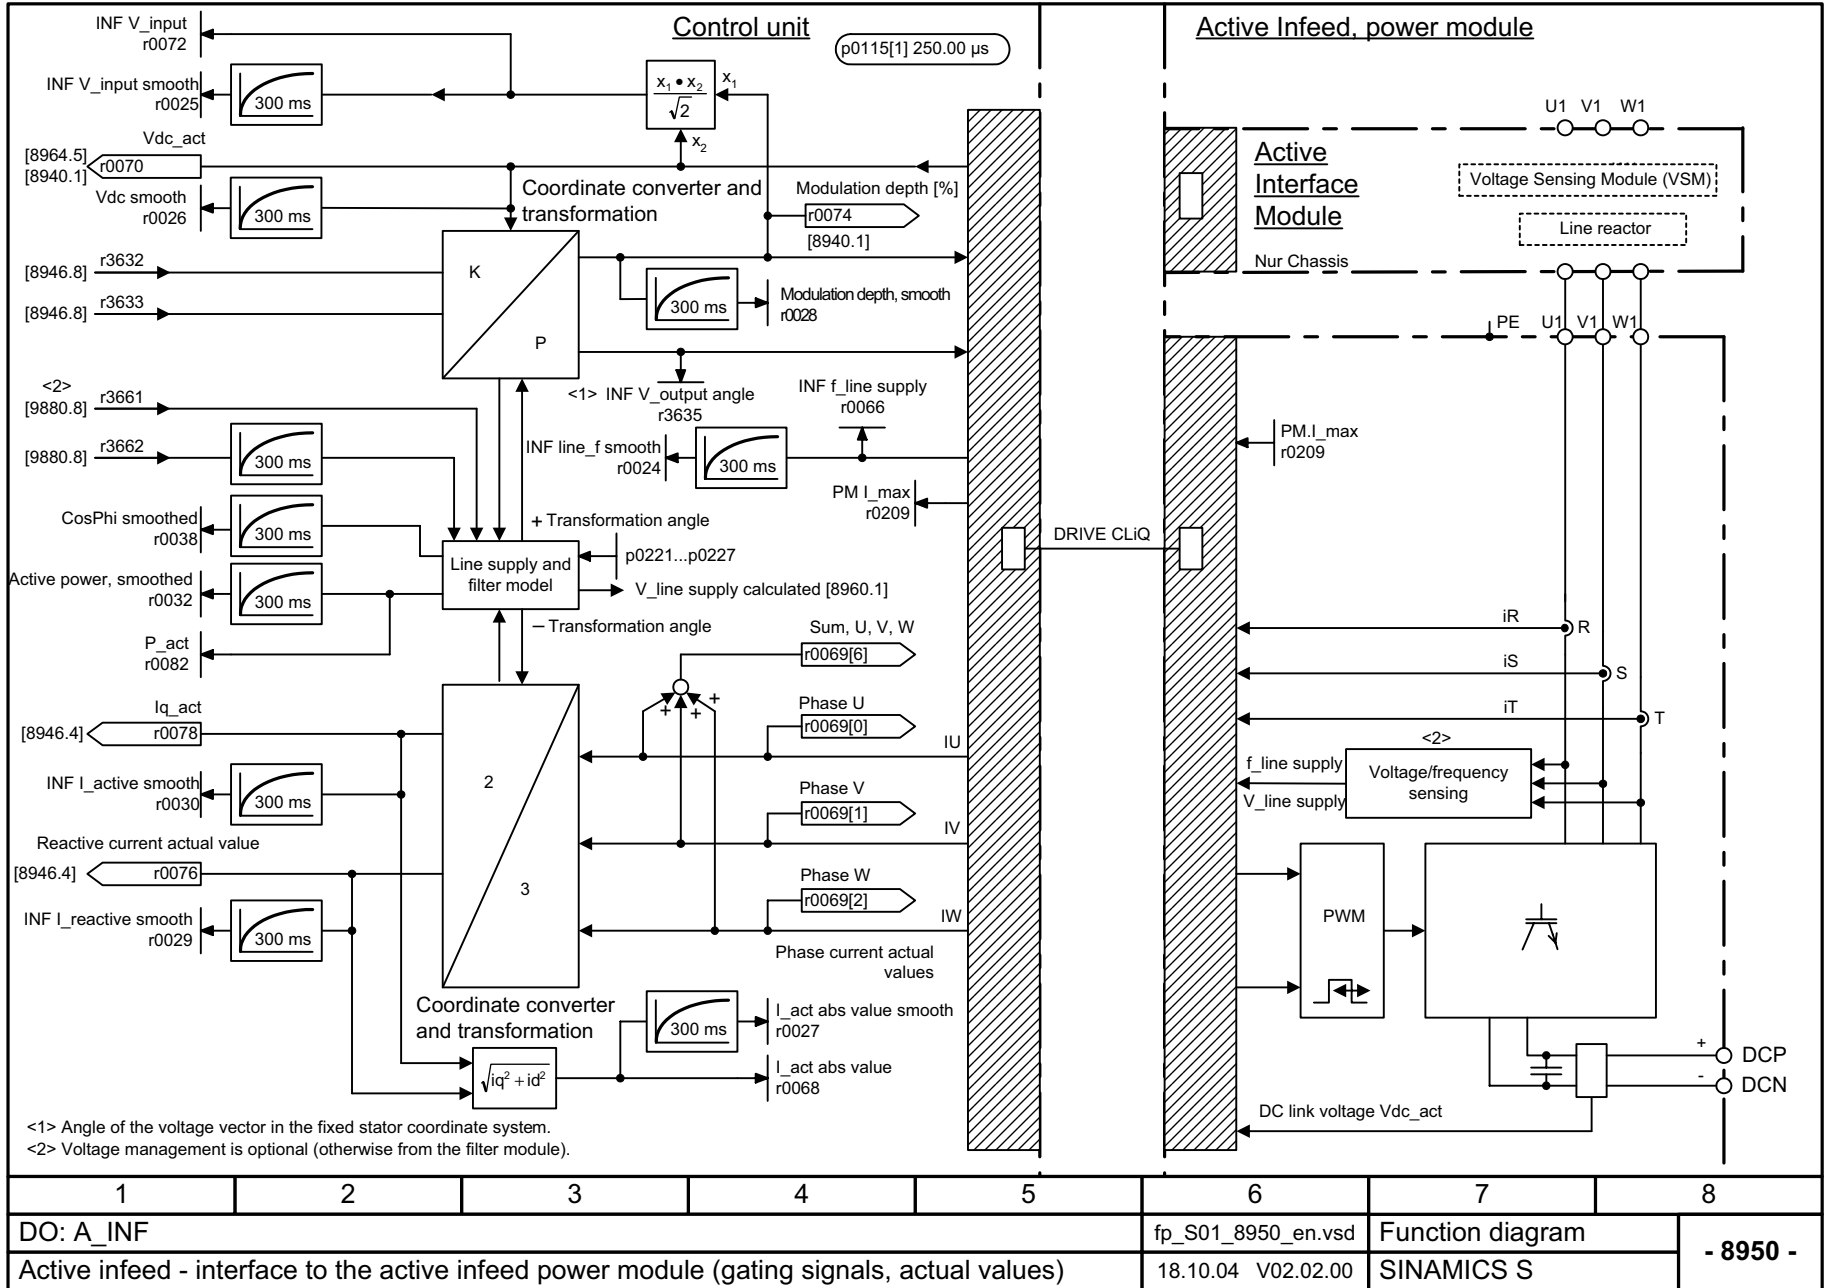 Control unit
p0115[1] 250.00 µs
Active Infeed, power module
INF V_input
r0072
INF V_input smooth
r0025
300 ms
x1 • x2
√2
x1
x2
Vdc_act
[8964.5]
[8940.1]
r0070
Vdc smooth
r0026
300 ms
Coordinate converter and
transformation
Modulation depth [%]
r0074
[8940.1]
[8946.8]
r3632
[8946.8]
r3633
K
P
300 ms
Modulation depth, smooth
r0028
<1> INF V_output angle
r3635
INF f_line supply
r0066
INF line_f smooth
r0024
300 ms
PM I_max
r0209
<2>
[9880.8]
r3661
[9880.8]
r3662
300 ms
CosPhi smoothed
r0038
300 ms
Active power, smoothed
r0032
300 ms
P_act
r0082
+ Transformation angle
Line supply and
filter model
p0221...p0227
V_line supply calculated [8960.1]
– Transformation angle
Sum, U, V, W
r0069[6]
+
+
+
Iq_act
[8946.4]
r0078
INF I_active smooth
r0030
300 ms
Reactive current actual value
[8946.4]
r0076
INF I_reactive smooth
r0029
300 ms
2
3
Phase U
r0069[0]
IU
Phase V
r0069[1]
IV
Phase W
r0069[2]
IW
Phase current actual
values
Coordinate converter
and transformation
√iq² + id²
300 ms
I_act abs value smooth
r0027
I_act abs value
r0068
<1> Angle of the voltage vector in the fixed stator coordinate system.
<2> Voltage management is optional (otherwise from the filter module).
DRIVE CLiQ
U1 V1 W1
Active
Interface
Module
Voltage Sensing Module (VSM)
Line reactor
Nur Chassis
PE
U1 V1 W1
PM.I_max
r0209
iR
R
iS
S
iT
T
<2>
f_line supply
V_line supply
Voltage/frequency
sensing
PWM
+
DCP
-
DCN
DC link voltage Vdc_act
1 2 3 4 5 6 7 8
DO: A_INF
fp_S01_8950_en.vsd
Function diagram
- 8950 -
Active infeed - interface to the active infeed power module (gating signals, actual values)
18.10.04 V02.02.00
SINAMICS S